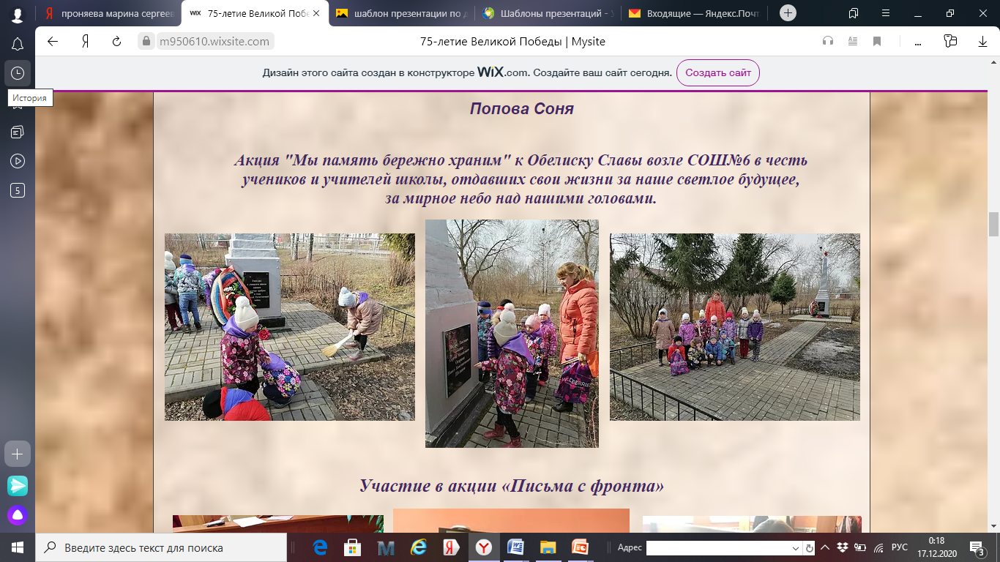 проняева марина сергеев
75-летие Великой Побе
шаблон презентации по д
Шаблоны презентаций - У
Входящие — Яндекс.Почт
m950610.wixsite.com
75-летие Великой Победы | Mysite
Дизайн этого сайта создан в конструкторе WiX.com. Создайте ваш сайт сегодня.
Создать сайт
История
5
Попова Соня
Акция "Мы память бережно храним" к Обелиску Славы возле СОШ№6 в честь
учеников и учителей школы, отдавших свои жизни за наше светлое будущее,
за мирное небо над нашими головами.
Участие в акции «Письма с фронта»
Введите здесь текст для поиска
Адрес
РУС
0:18
17.12.2020
3